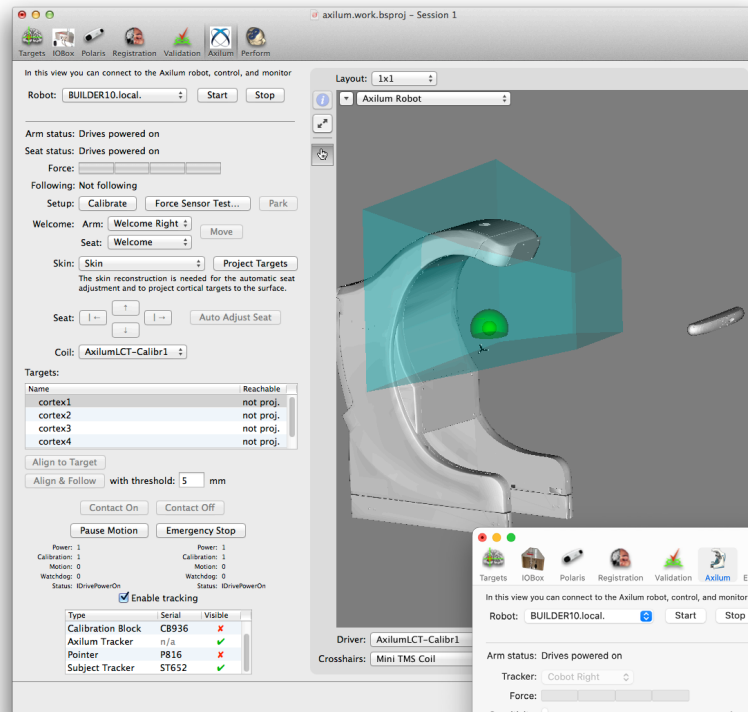 axilum.work.bsproj – Session 1
Targets IOBox Polaris Registration Validation Axilum Perform
In this view you can connect to the Axilum robot, control, and monitor
Robot: BUILDER10.local. Start Stop
Arm status: Drives powered on
Seat status: Drives powered on
Force:
Following: Not following
Setup: Calibrate Force Sensor Test... Park
Welcome: Arm: Welcome Right
Move
Seat: Welcome
Skin: Skin Project Targets
The skin reconstruction is needed for the automatic seat
adjustment and to project cortical targets to the surface.
Seat: Auto Adjust Seat
Coil: AxilumLCT-Calibr1
Targets:
Name Reachable
cortex1 not proj.
cortex2 not proj.
cortex3 not proj.
cortex4 not proj.
Align to Target
Align & Follow with threshold: 5 mm
Contact On Contact Off
Pause Motion Emergency Stop
Power: 1 Power: 1
Calibration: 1 Calibration: 1
Motion: 0 Motion: 0
Watchdog: 0 Watchdog: 0
Status: IDrivePowerOn Status: IDrivePowerOn
Enable tracking
Type Serial Visible
Calibration Block CB936
Axilum Tracker n/a
Pointer P816
Subject Tracker ST652
Layout: 1x1
Axilum Robot
Driver: AxilumLCT-Calibr1
Crosshairs: Mini TMS Coil
Targets IOBox Polaris Registration Validation Axilum E
In this view you can connect to the Axilum robot, control, and monitor
Robot: BUILDER10.local. Start Stop
Arm status: Drives powered on
Tracker: Cobot Right
Force: